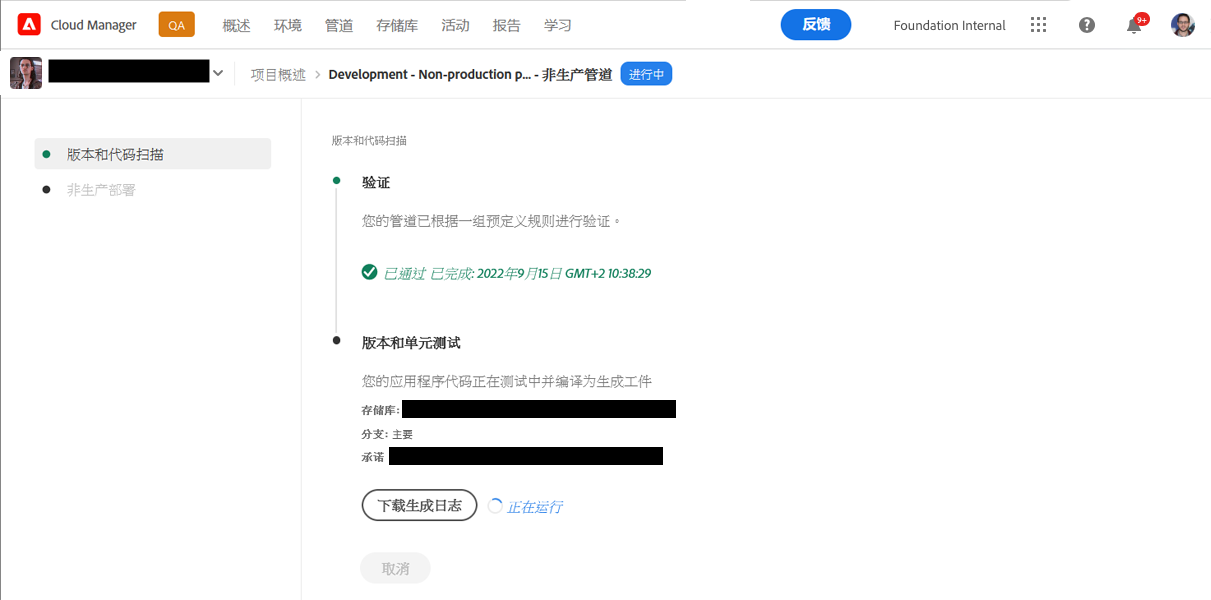 Cloud Manager QA 概述 环境 管道 存储库 活动 报告 学习 反馈 Foundation Internal 9+
项目概述 › Development - Non-production p... - 非生产管道 进行中
版本和代码扫描
非生产部署
版本和代码扫描
验证
您的管道已根据一组预定义规则进行验证。
已通过 已完成: 2022年9月15日 GMT+2 10:38:29
版本和单元测试
您的应用程序代码正在测试中并编译为生成工件
存储库:
分支: 主要
承诺
下载生成日志 正在运行
取消